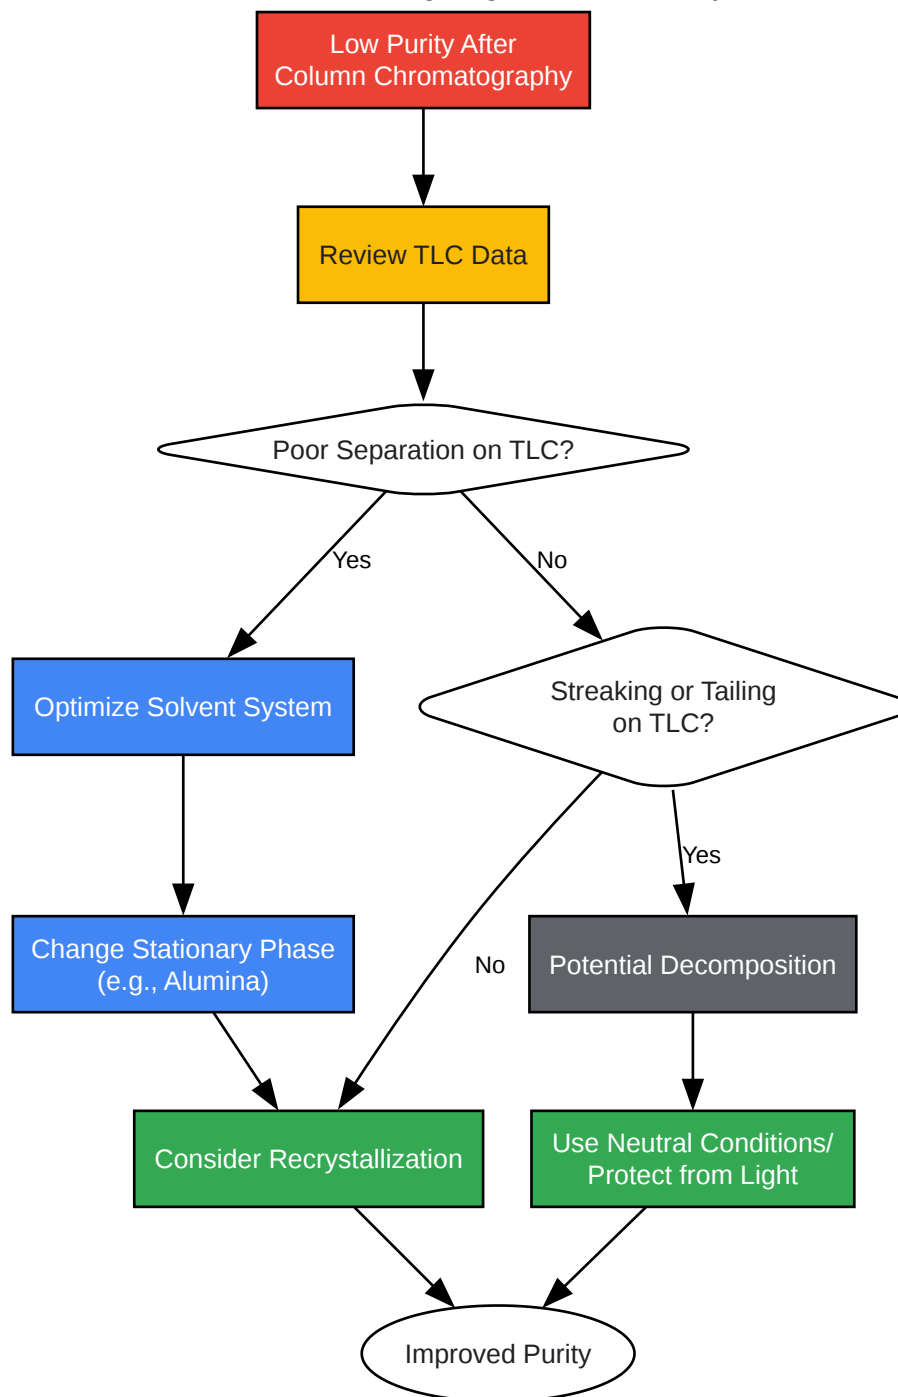 Low Purity After
Column Chromatography
Review TLC Data
Poor Separation on TLC?
Yes
No
Optimize Solvent System
Streaking or Tailing
on TLC?
Yes
No
Change Stationary Phase
(e.g., Alumina)
Potential Decomposition
Consider Recrystallization
Use Neutral Conditions/
Protect from Light
Improved Purity